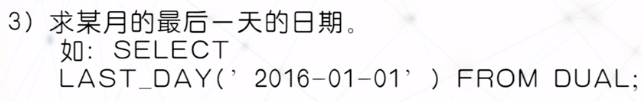 3) 求某月的最后一天的日期。
如: SELECT
LAST_DAY(’ 2016-01-01’ ) FROM DUAL;